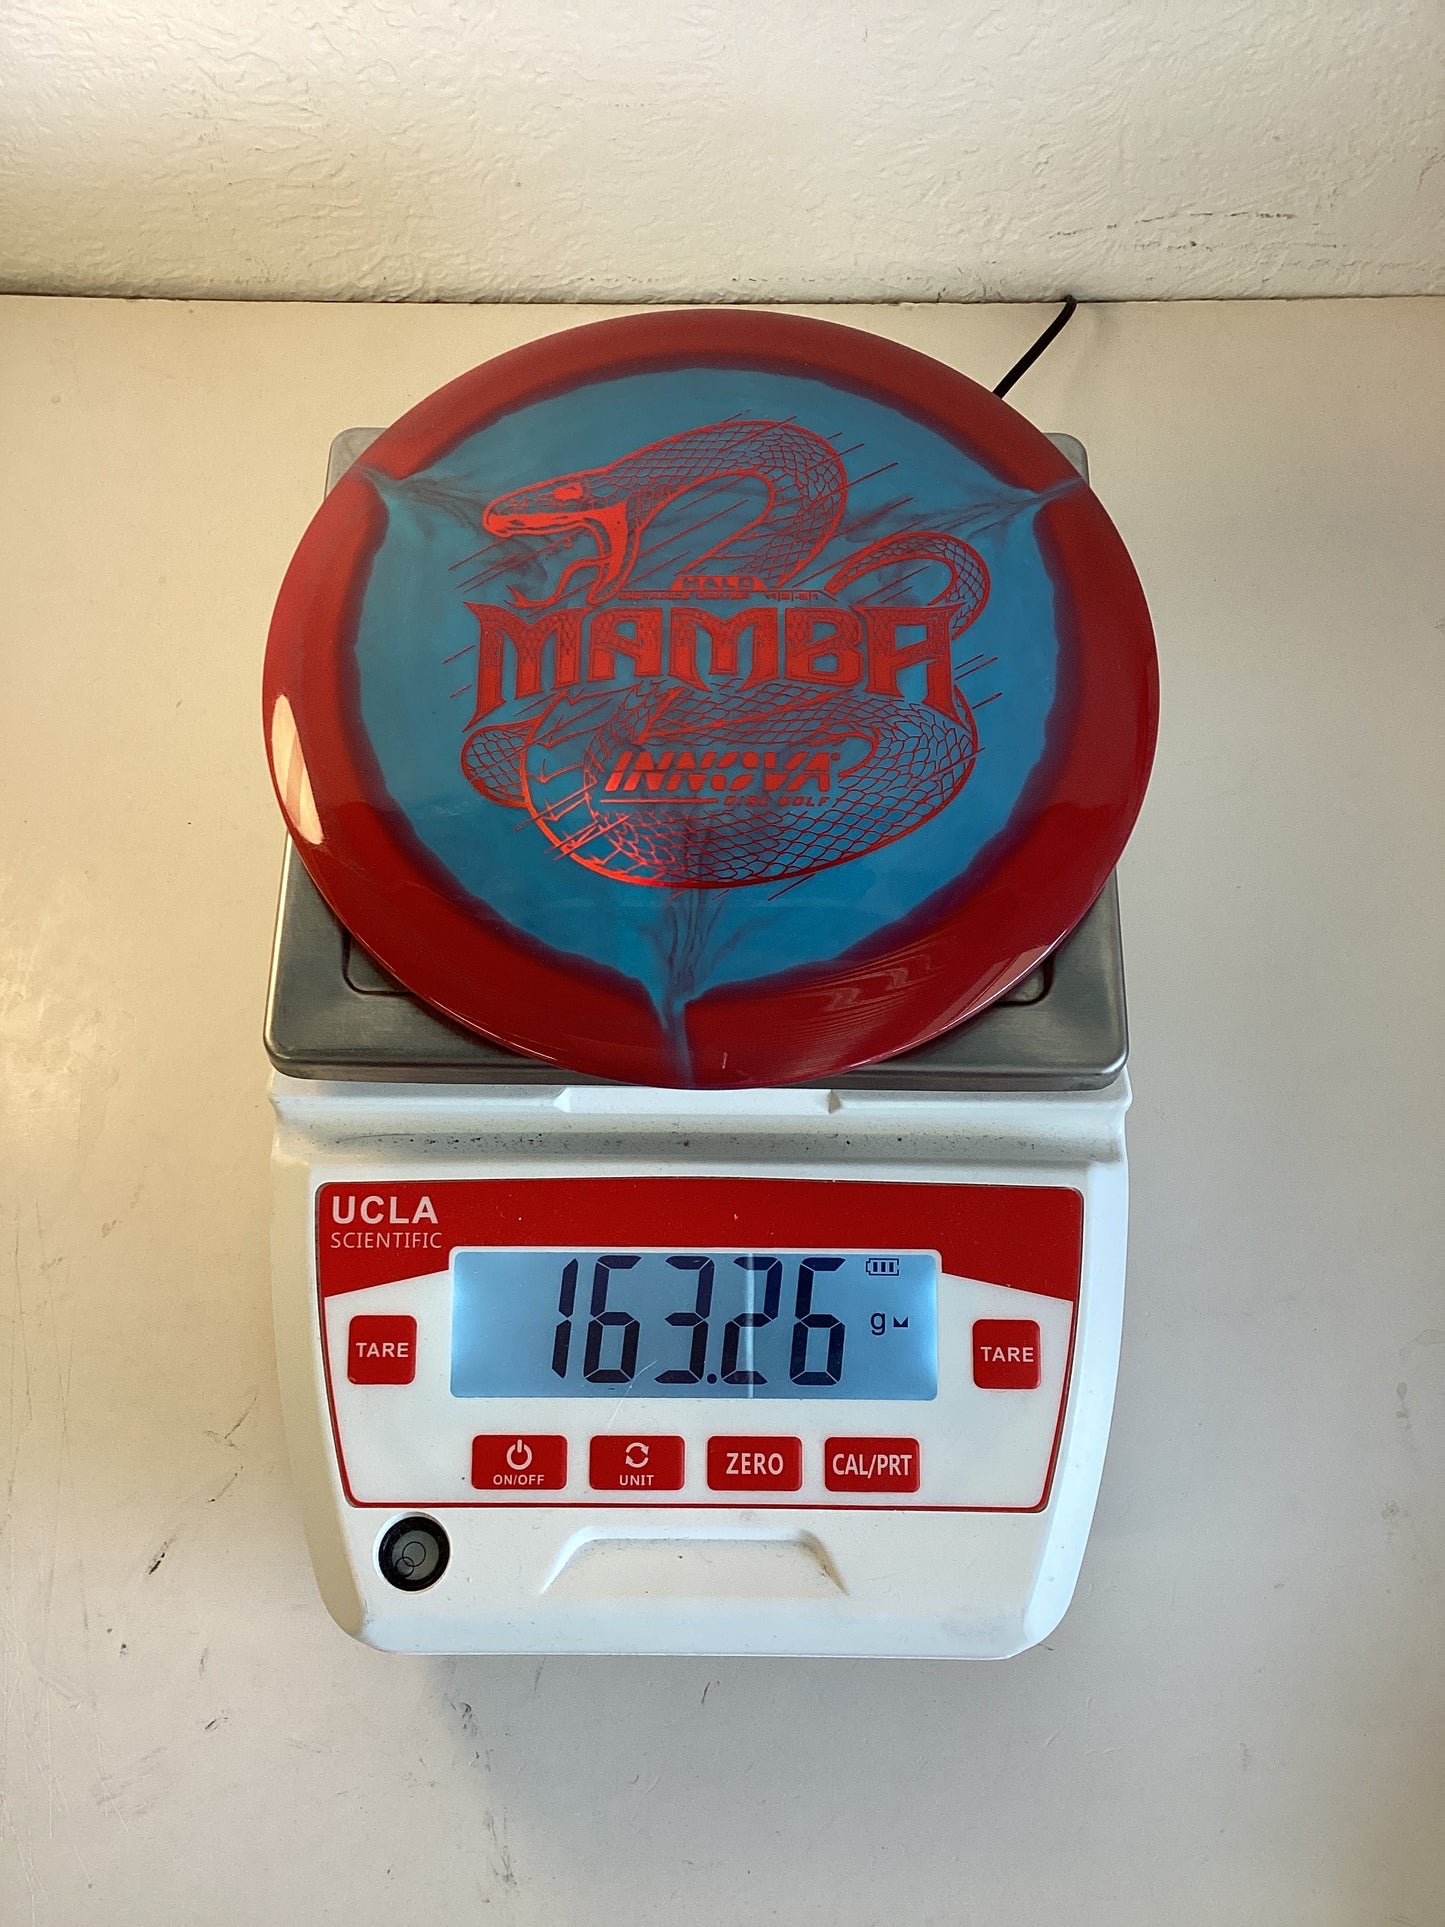 HALO
MAMBA
INNOVA
DISC GOLF
UCLA
SCIENTIFIC
163.26
g
TARE
TARE
ON/OFF
UNIT
ZERO
CAL/PRT